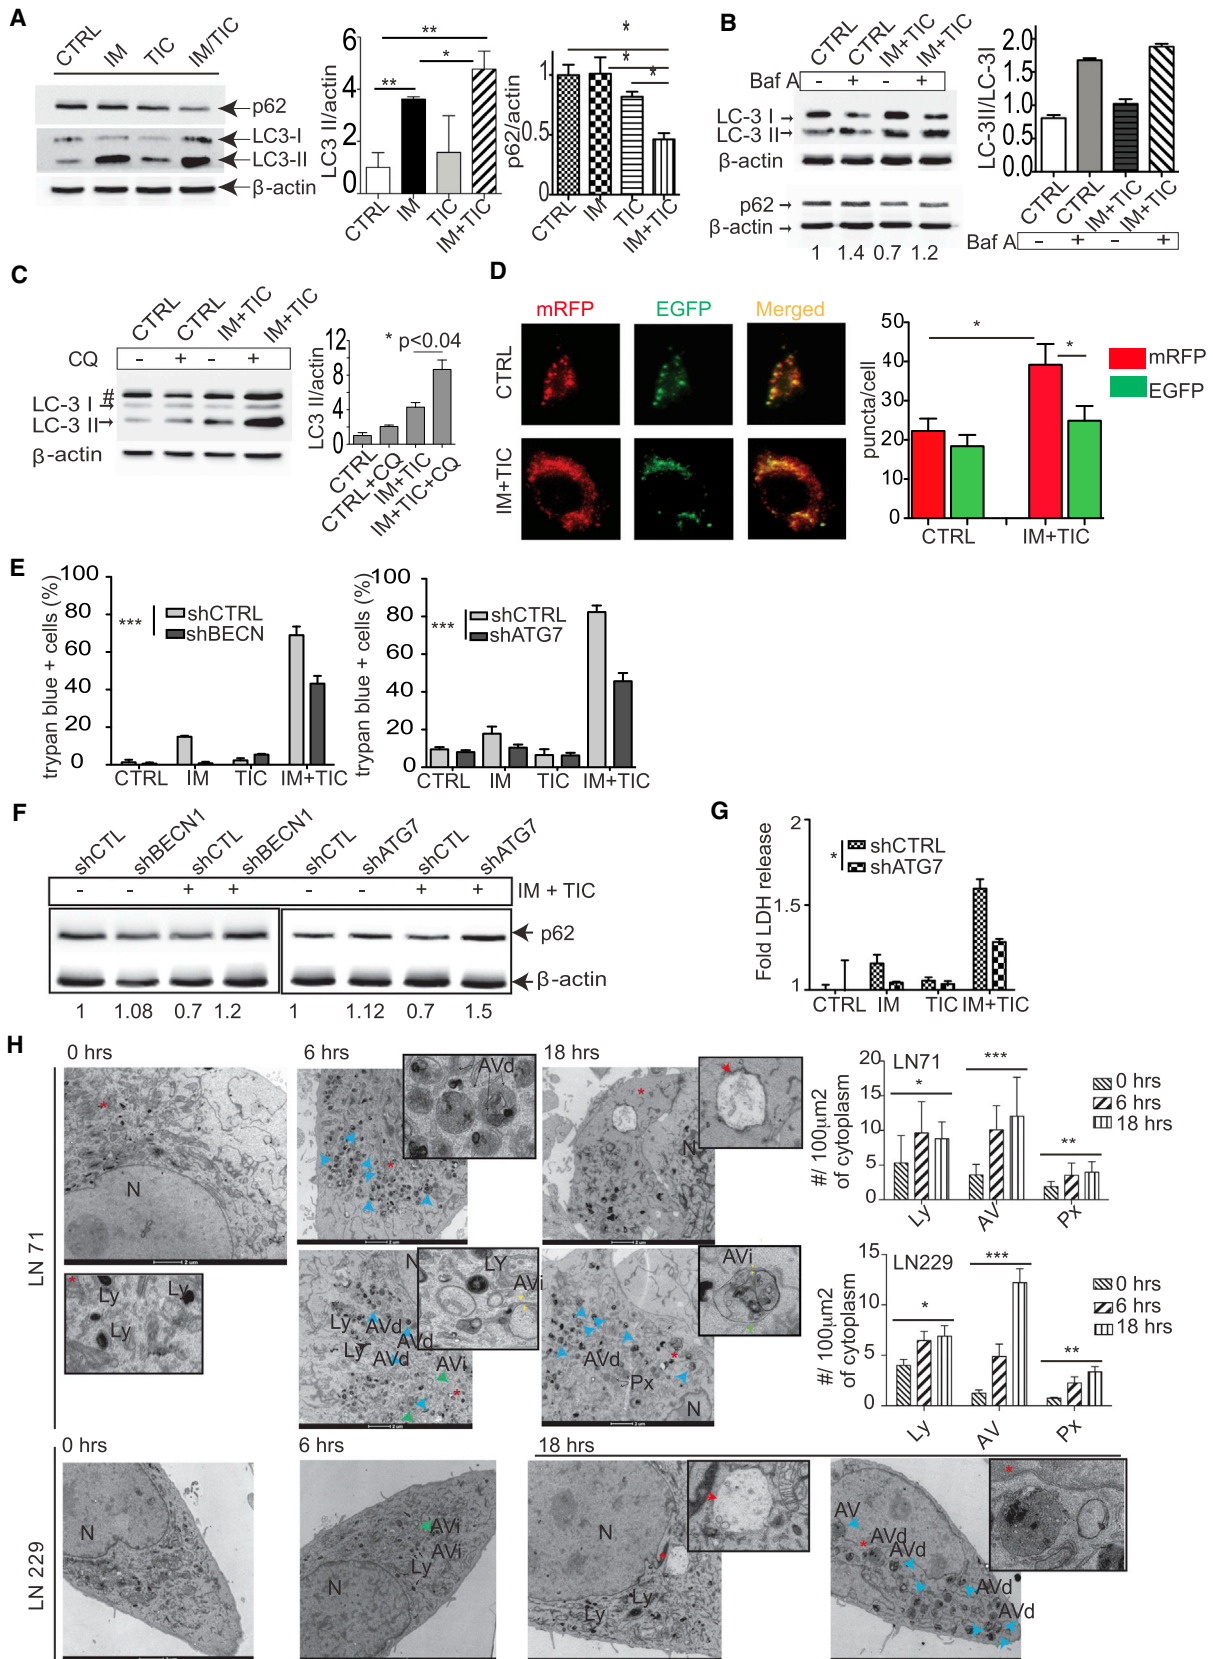 A
CTRL
IM
TIC
IM/TIC
p62
LC3-I
LC3-II
β-actin
LC3 II/actin
6
4
2
0
**
*
**
CTRL
IM
TIC
IM+TIC
p62/actin
1
0.5
0
*
*
*
CTRL
IM
TIC
IM+TIC
B
CTRL
CTRL
IM+TIC
IM+TIC
Baf A
- + - +
LC-3 I
LC-3 II
β-actin
p62
β-actin
1 1.4 0.7 1.2
LC-3II/LC-3I
2.0
1.5
1.0
0.5
0.0
CTRL
CTRL
IM+TIC
IM+TIC
Baf A - + - +
C
CTRL
CTRL
IM+TIC
IM+TIC
CQ
- + - +
#
LC-3 I
LC-3 II
β-actin
LC3 II/actin
12
8
4
0
* p<0.04
CTRL
CTRL+CQ
IM+TIC
IM+TIC+CQ
D
mRFP EGFP Merged
CTRL
IM+TIC
puncta/cell
50
40
30
20
10
0
*
*
CTRL IM+TIC
mRFP
EGFP
E
trypan blue + cells (%)
100
80
60
40
20
0
***
shCTRL
shBECN
CTRL IM TIC IM+TIC
trypan blue + cells (%)
100
80
60
40
20
0
***
shCTRL
shATG7
CTRL IM TIC IM+TIC
F
shCTL
shBECN1
shCTL
shBECN1
shCTL
shATG7
shCTL
shATG7
- - + + - - + + IM + TIC
p62
β-actin
1 1.08 0.7 1.2 1 1.12 0.7 1.5
G
Fold LDH release
2
1.5
1
*
shCTRL
shATG7
CTRL IM TIC IM+TIC
H
LN 71
0 hrs
*
N
2 µm
*
Ly
Ly
Ly
6 hrs
AVd
*
2 µm
LY
AVi
Ly
AVd
Ly
AVd
AVd
AVi
*
2 µm
18 hrs
*
N
2 µm
AVi
AVd
*
Px
N
2 µm
#/ 100µm2
of cytoplasm
20
15
10
5
0
LN71
*
***
**
Ly
AV
Px
0 hrs
6 hrs
18 hrs
#/ 100µm2
of cytoplasm
15
10
5
0
LN229
*
***
**
Ly
AV
Px
0 hrs
6 hrs
18 hrs
LN 229
0 hrs
N
6 hrs
AVi
AVi
Ly
N
18 hrs
N
*
Ly
Ly
*
AV
*
AVd
AVd
AVd
AVd